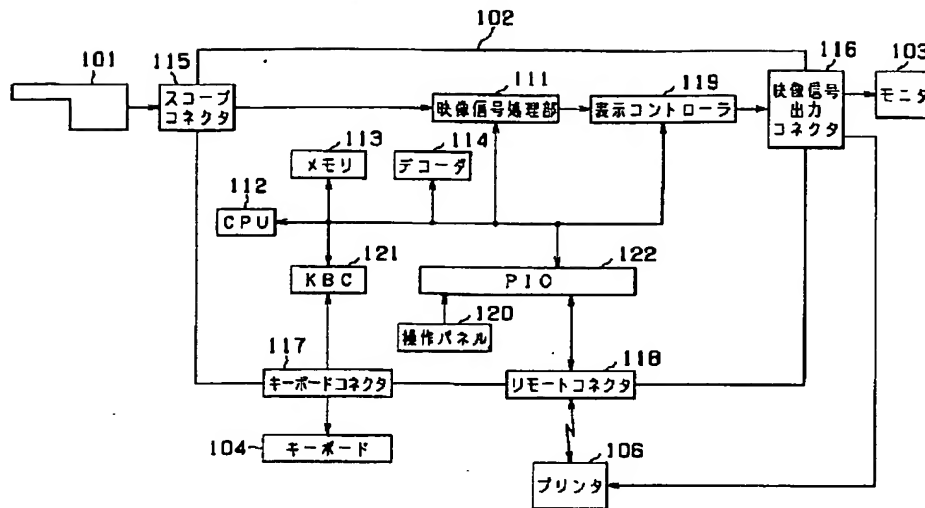 102
101
115
スコープ
コネクタ
111
映像信号処理部
119
表示コントローラ
116
映像信号
出力
コネクタ
103
モニタ
113
メモリ
114
デコーダ
112
CPU
121
KBC
122
PIO
120
操作パネル
117
キーボードコネクタ
118
リモートコネクタ
104
キーボード
106
プリンタ